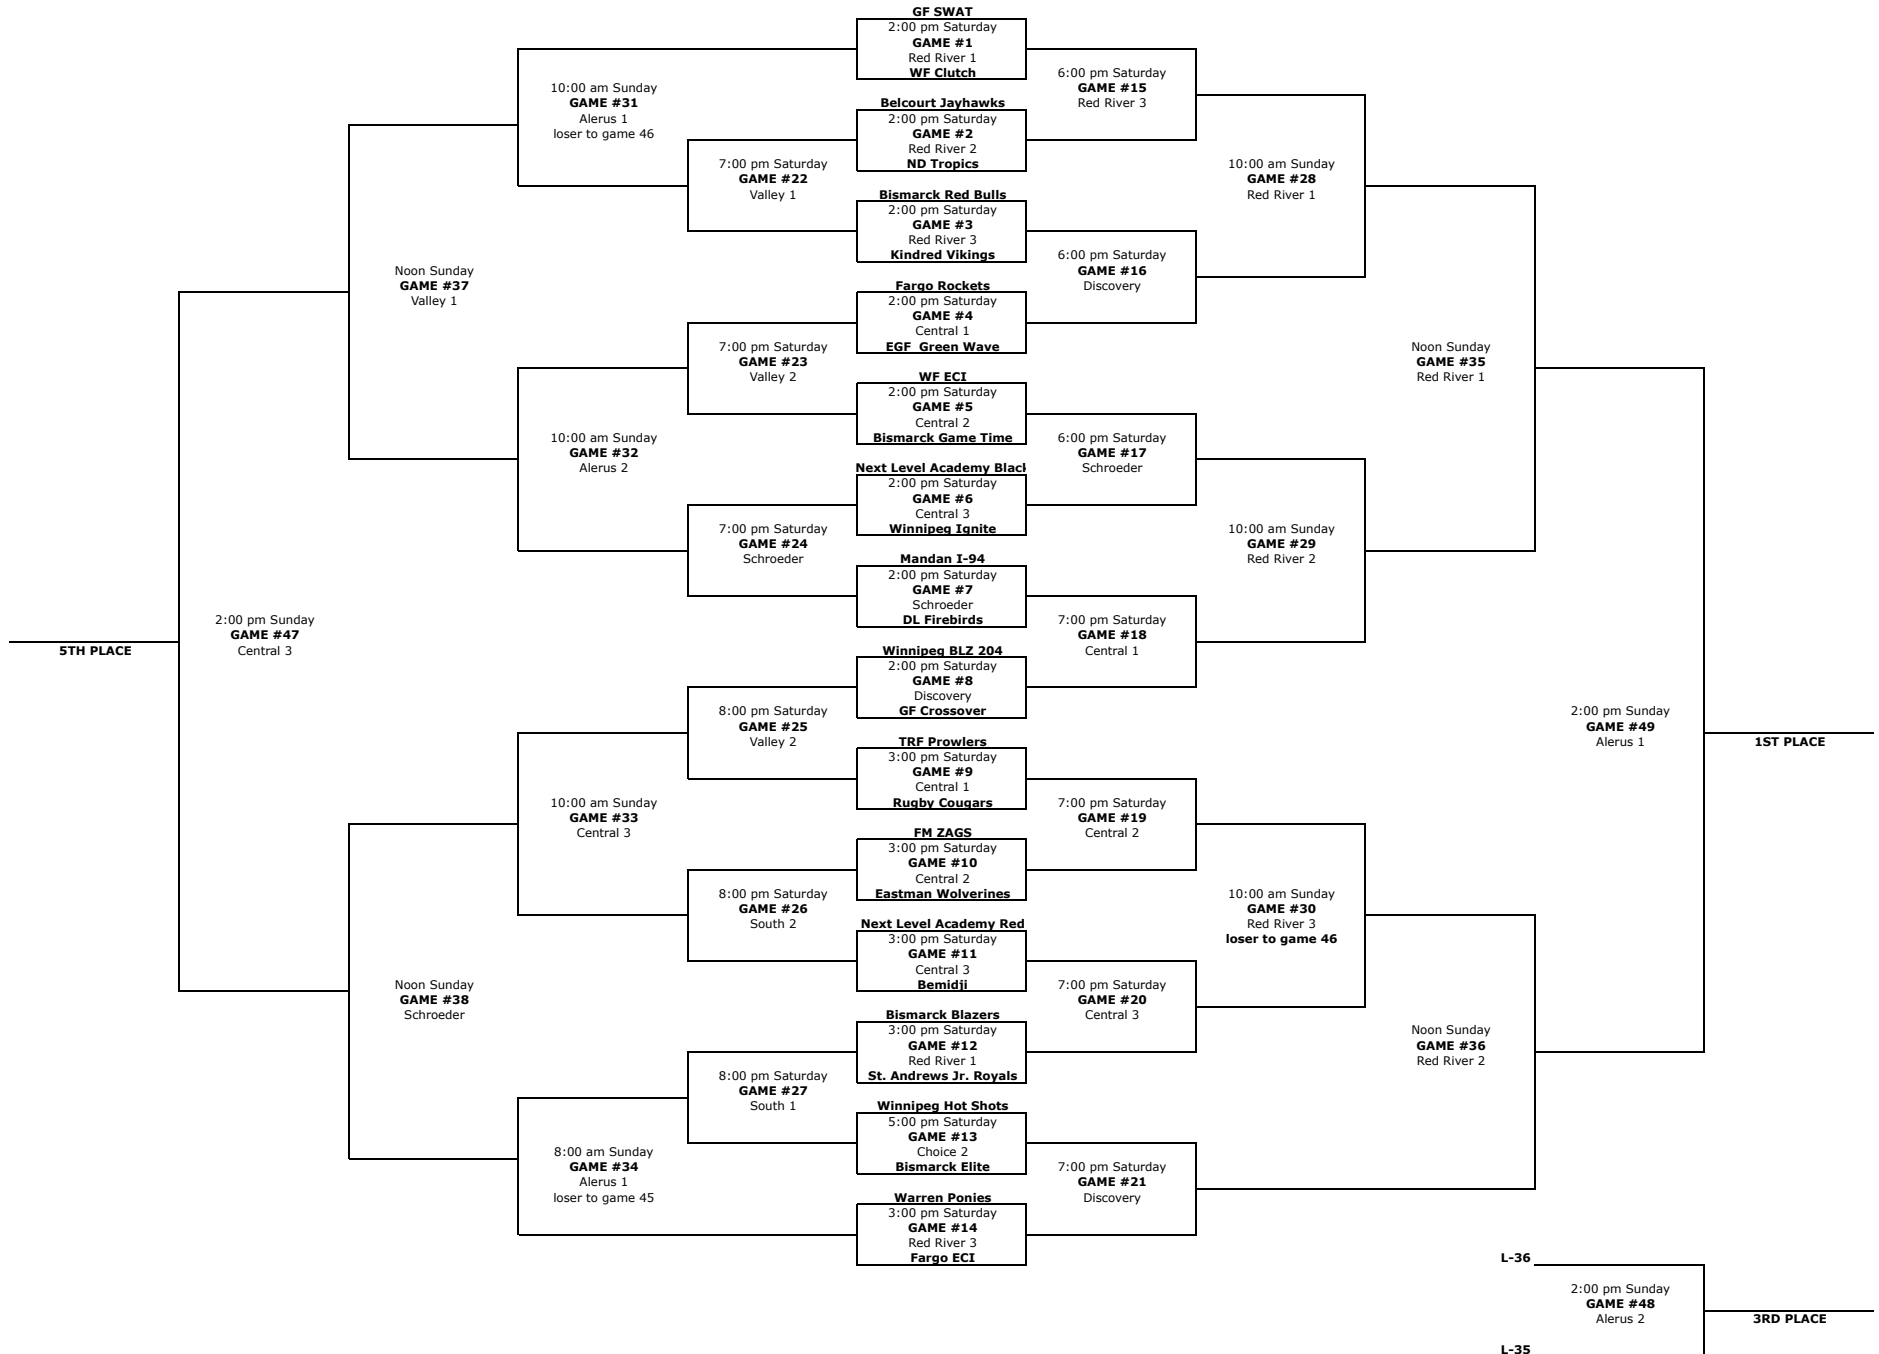 GF SWAT
2:00 pm Saturday
GAME #1
Red River 1
WF Clutch
6:00 pm Saturday
GAME #15
Red River 3
10:00 am Sunday
GAME #31
Alerus 1
loser to game 46
Belcourt Jayhawks
2:00 pm Saturday
GAME #2
Red River 2
ND Tropics
7:00 pm Saturday
GAME #22
Valley 1
10:00 am Sunday
GAME #28
Red River 1
Bismarck Red Bulls
2:00 pm Saturday
GAME #3
Red River 3
Kindred Vikings
6:00 pm Saturday
GAME #16
Discovery
Noon Sunday
GAME #37
Valley 1
Fargo Rockets
2:00 pm Saturday
GAME #4
Central 1
EGF  Green Wave
7:00 pm Saturday
GAME #23
Valley 2
Noon Sunday
GAME #35
Red River 1
WF ECI
2:00 pm Saturday
GAME #5
Central 2
Bismarck Game Time
10:00 am Sunday
GAME #32
Alerus 2
6:00 pm Saturday
GAME #17
Schroeder
Next Level Academy Black
2:00 pm Saturday
GAME #6
Central 3
Winnipeg Ignite
7:00 pm Saturday
GAME #24
Schroeder
10:00 am Sunday
GAME #29
Red River 2
Mandan I-94
2:00 pm Saturday
GAME #7
Schroeder
DL Firebirds
2:00 pm Sunday
GAME #47
Central 3
5TH PLACE
7:00 pm Saturday
GAME #18
Central 1
Winnipeg BLZ 204
2:00 pm Saturday
GAME #8
Discovery
GF Crossover
8:00 pm Saturday
GAME #25
Valley 2
2:00 pm Sunday
GAME #49
Alerus 1
1ST PLACE
TRF Prowlers
3:00 pm Saturday
GAME #9
Central 1
Rugby Cougars
10:00 am Sunday
GAME #33
Central 3
7:00 pm Saturday
GAME #19
Central 2
FM ZAGS
3:00 pm Saturday
GAME #10
Central 2
Eastman Wolverines
8:00 pm Saturday
GAME #26
South 2
10:00 am Sunday
GAME #30
Red River 3
loser to game 46
Next Level Academy Red
3:00 pm Saturday
GAME #11
Central 3
Bemidji
Noon Sunday
GAME #38
Schroeder
7:00 pm Saturday
GAME #20
Central 3
Bismarck Blazers
3:00 pm Saturday
GAME #12
Red River 1
St. Andrews Jr. Royals
Noon Sunday
GAME #36
Red River 2
8:00 pm Saturday
GAME #27
South 1
Winnipeg Hot Shots
5:00 pm Saturday
GAME #13
Choice 2
Bismarck Elite
8:00 am Sunday
GAME #34
Alerus 1
loser to game 45
7:00 pm Saturday
GAME #21
Discovery
Warren Ponies
3:00 pm Saturday
GAME #14
Red River 3
Fargo ECI
L-36
2:00 pm Sunday
GAME #48
Alerus 2
3RD PLACE
L-35